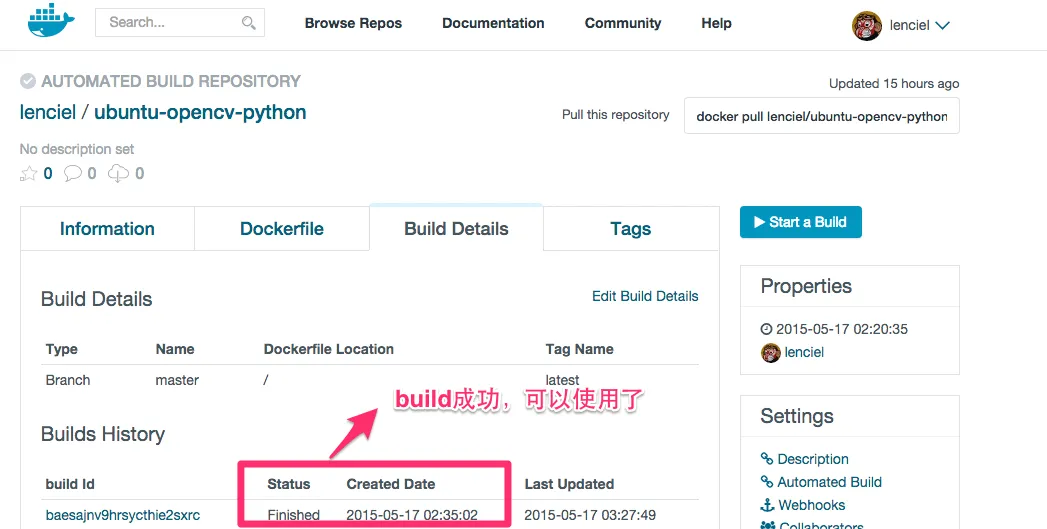 Search... Browse Repos Documentation Community Help lenciel
AUTOMATED BUILD REPOSITORY Updated 15 hours ago
lenciel / ubuntu-opencv-python Pull this repository docker pull lenciel/ubuntu-opencv-python
No description set
0 0 0
Information Dockerfile Build Details Tags Start a Build
Build Details Edit Build Details
Type Name Dockerfile Location Tag Name
Branch master / latest
build成功，可以使用了
Builds History
build Id Status Created Date Last Updated
baesajnv9hrsycthie2sxrc Finished 2015-05-17 02:35:02 2015-05-17 03:27:49
Properties
2015-05-17 02:20:35
lenciel
Settings
Description
Automated Build
Webhooks
Collaborators